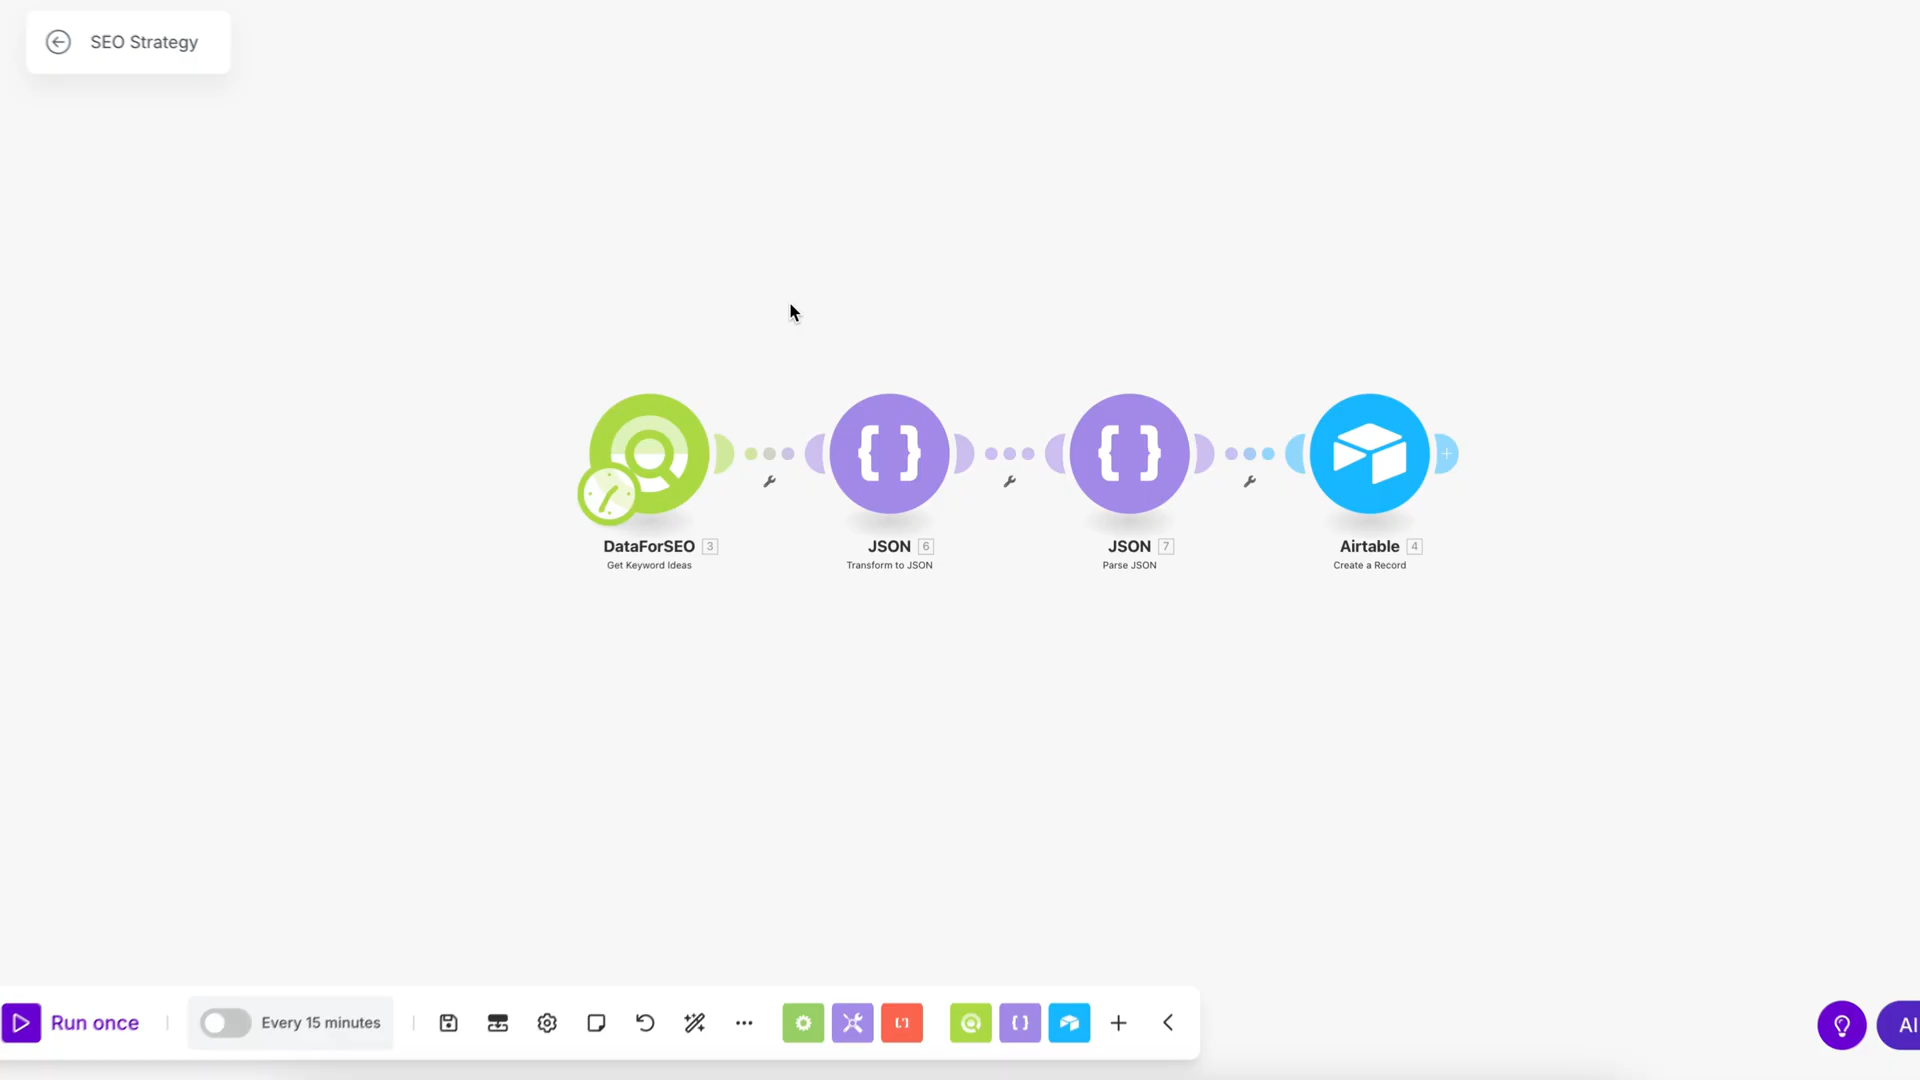 SEO Strategy
DataForSEO 3
Get Keyword Ideas
JSON 6
Transform to JSON
JSON 7
Parse JSON
Airtable 4
Create a Record
Run once
Every 15 minutes
AI